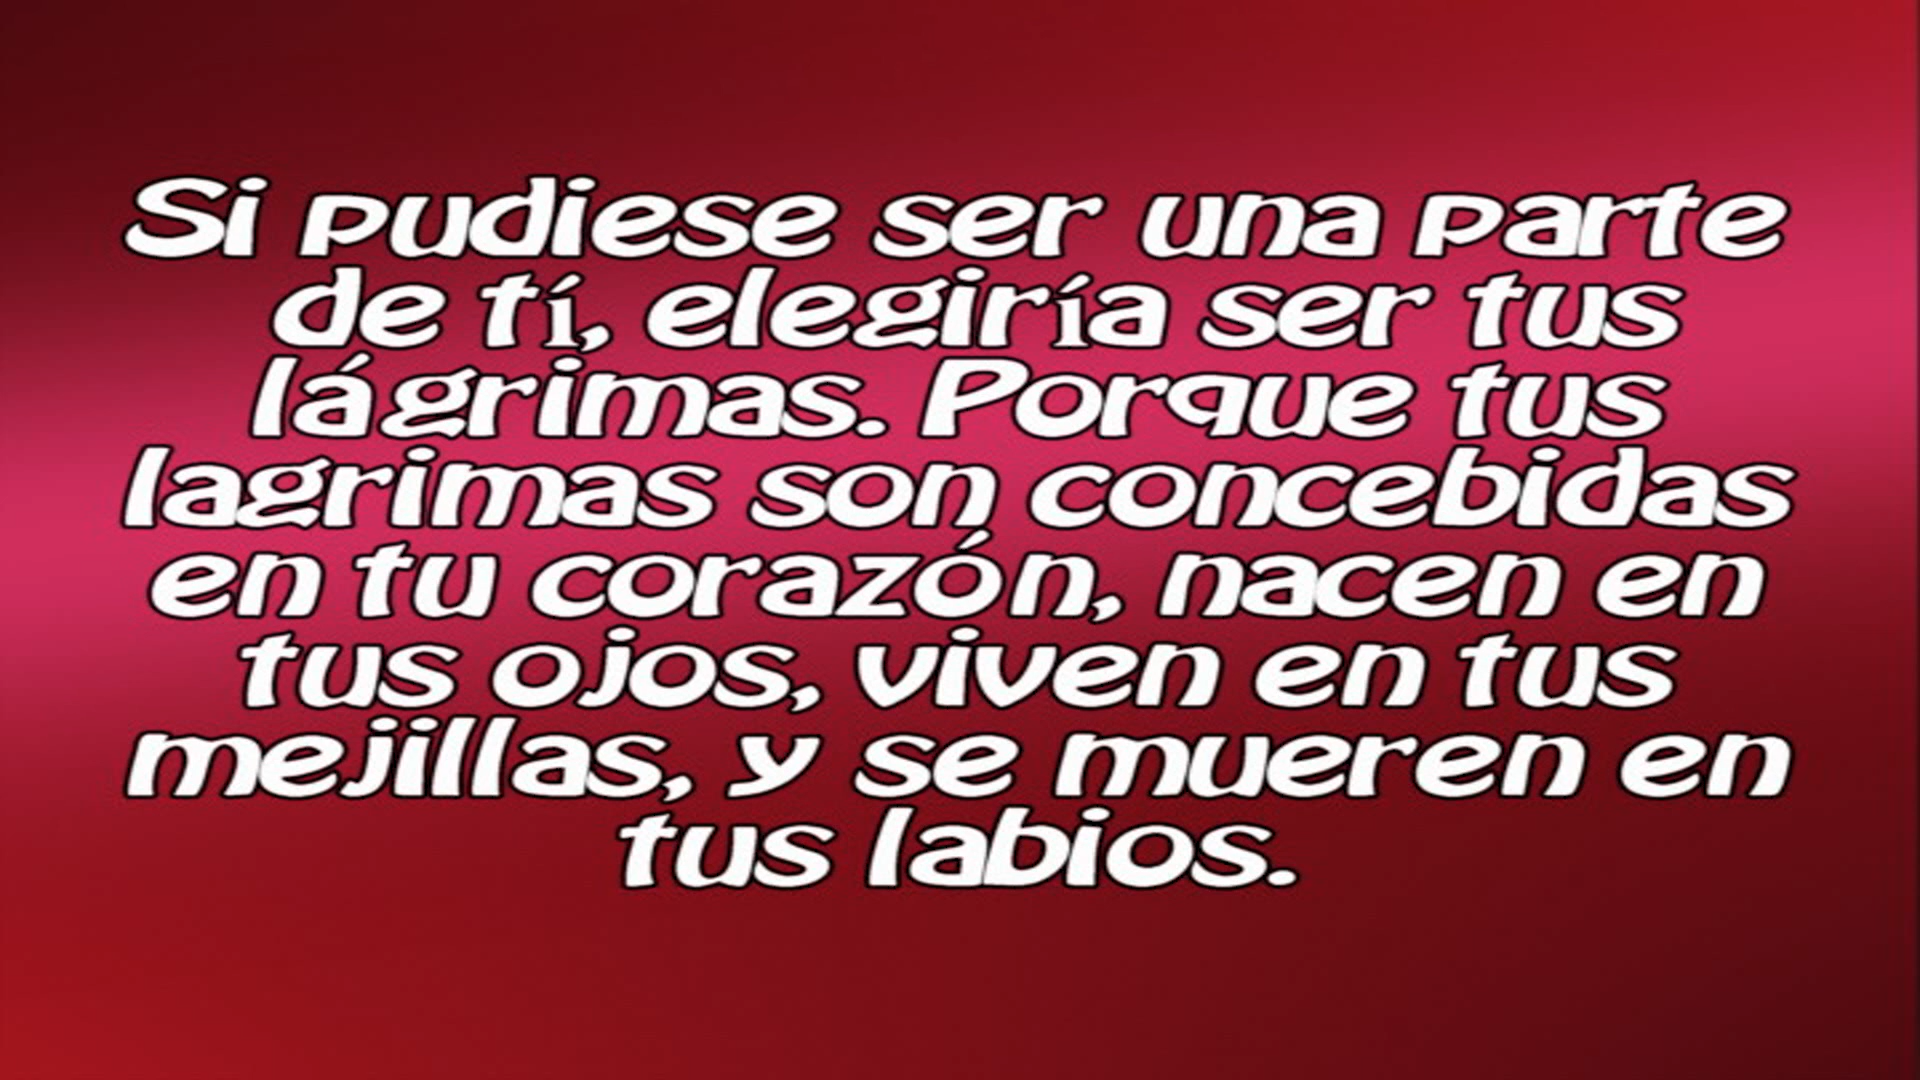 Si pudiese ser una parte
de tí, elegiría ser tus
lágrimas. Porque tus
lagrimas son concebidas
en tu corazón, nacen en
tus ojos, viven en tus
mejillas, y se mueren en
tus labios.